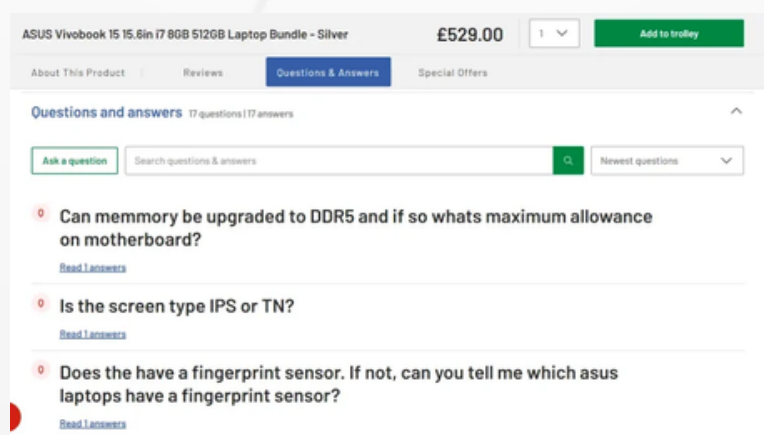 ASUS Vivobook 15 15.6in i7 8GB 512GB Laptop Bundle - Silver
£529.00
1
Add to trolley
About This Product
Reviews
Questions & Answers
Special Offers
Questions and answers 17 questions | 17 answers
Ask a question
Search questions & answers
Newest questions
0
Can memmory be upgraded to DDR5 and if so whats maximum allowance
on motherboard?
Read 1 answers
0
Is the screen type IPS or TN?
Read 1 answers
0
Does the have a fingerprint sensor. If not, can you tell me which asus
laptops have a fingerprint sensor?
Read 1 answers